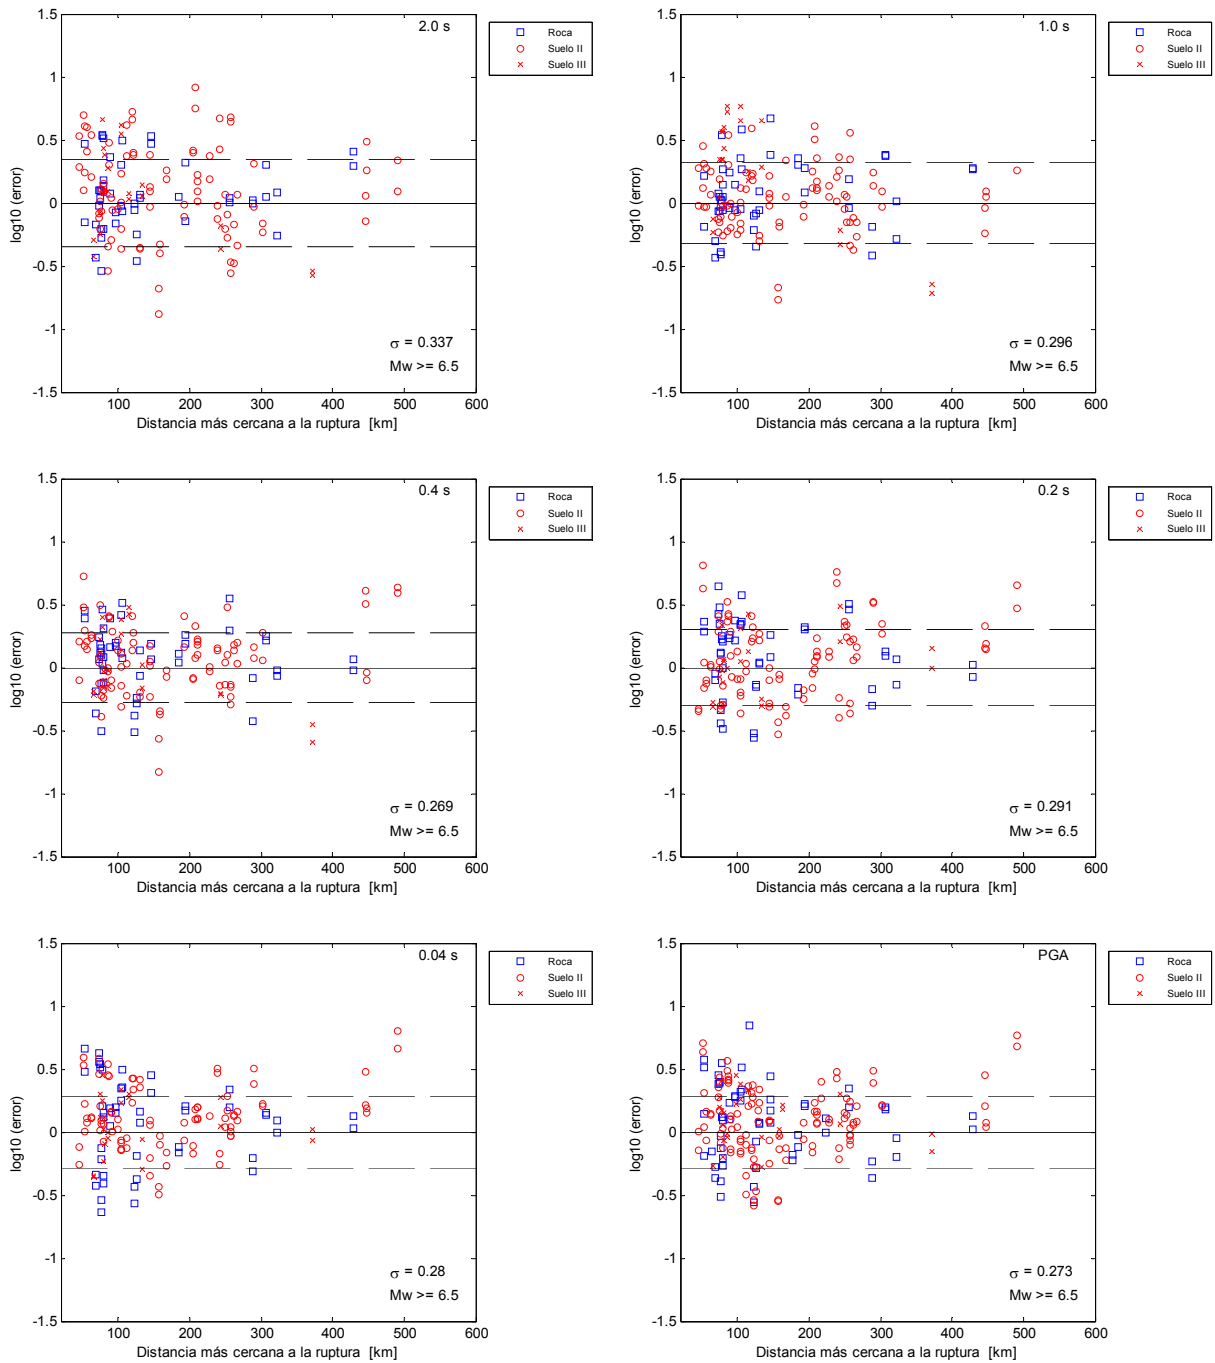 1.5
1
0.5
0
-0.5
-1
-1.5
log10 (error)
2.0 s
σ = 0.337
Mw >= 6.5
100 200 300 400 500 600
Distancia más cercana a la ruptura [km]
Roca
Suelo II
Suelo III
1.5
1
0.5
0
-0.5
-1
-1.5
log10 (error)
1.0 s
σ = 0.296
Mw >= 6.5
100 200 300 400 500 600
Distancia más cercana a la ruptura [km]
Roca
Suelo II
Suelo III
1.5
1
0.5
0
-0.5
-1
-1.5
log10 (error)
0.4 s
σ = 0.269
Mw >= 6.5
100 200 300 400 500 600
Distancia más cercana a la ruptura [km]
Roca
Suelo II
Suelo III
1.5
1
0.5
0
-0.5
-1
-1.5
log10 (error)
0.2 s
σ = 0.291
Mw >= 6.5
100 200 300 400 500 600
Distancia más cercana a la ruptura [km]
Roca
Suelo II
Suelo III
1.5
1
0.5
0
-0.5
-1
-1.5
log10 (error)
0.04 s
σ = 0.28
Mw >= 6.5
100 200 300 400 500 600
Distancia más cercana a la ruptura [km]
Roca
Suelo II
Suelo III
1.5
1
0.5
0
-0.5
-1
-1.5
log10 (error)
PGA
σ = 0.273
Mw >= 6.5
100 200 300 400 500 600
Distancia más cercana a la ruptura [km]
Roca
Suelo II
Suelo III